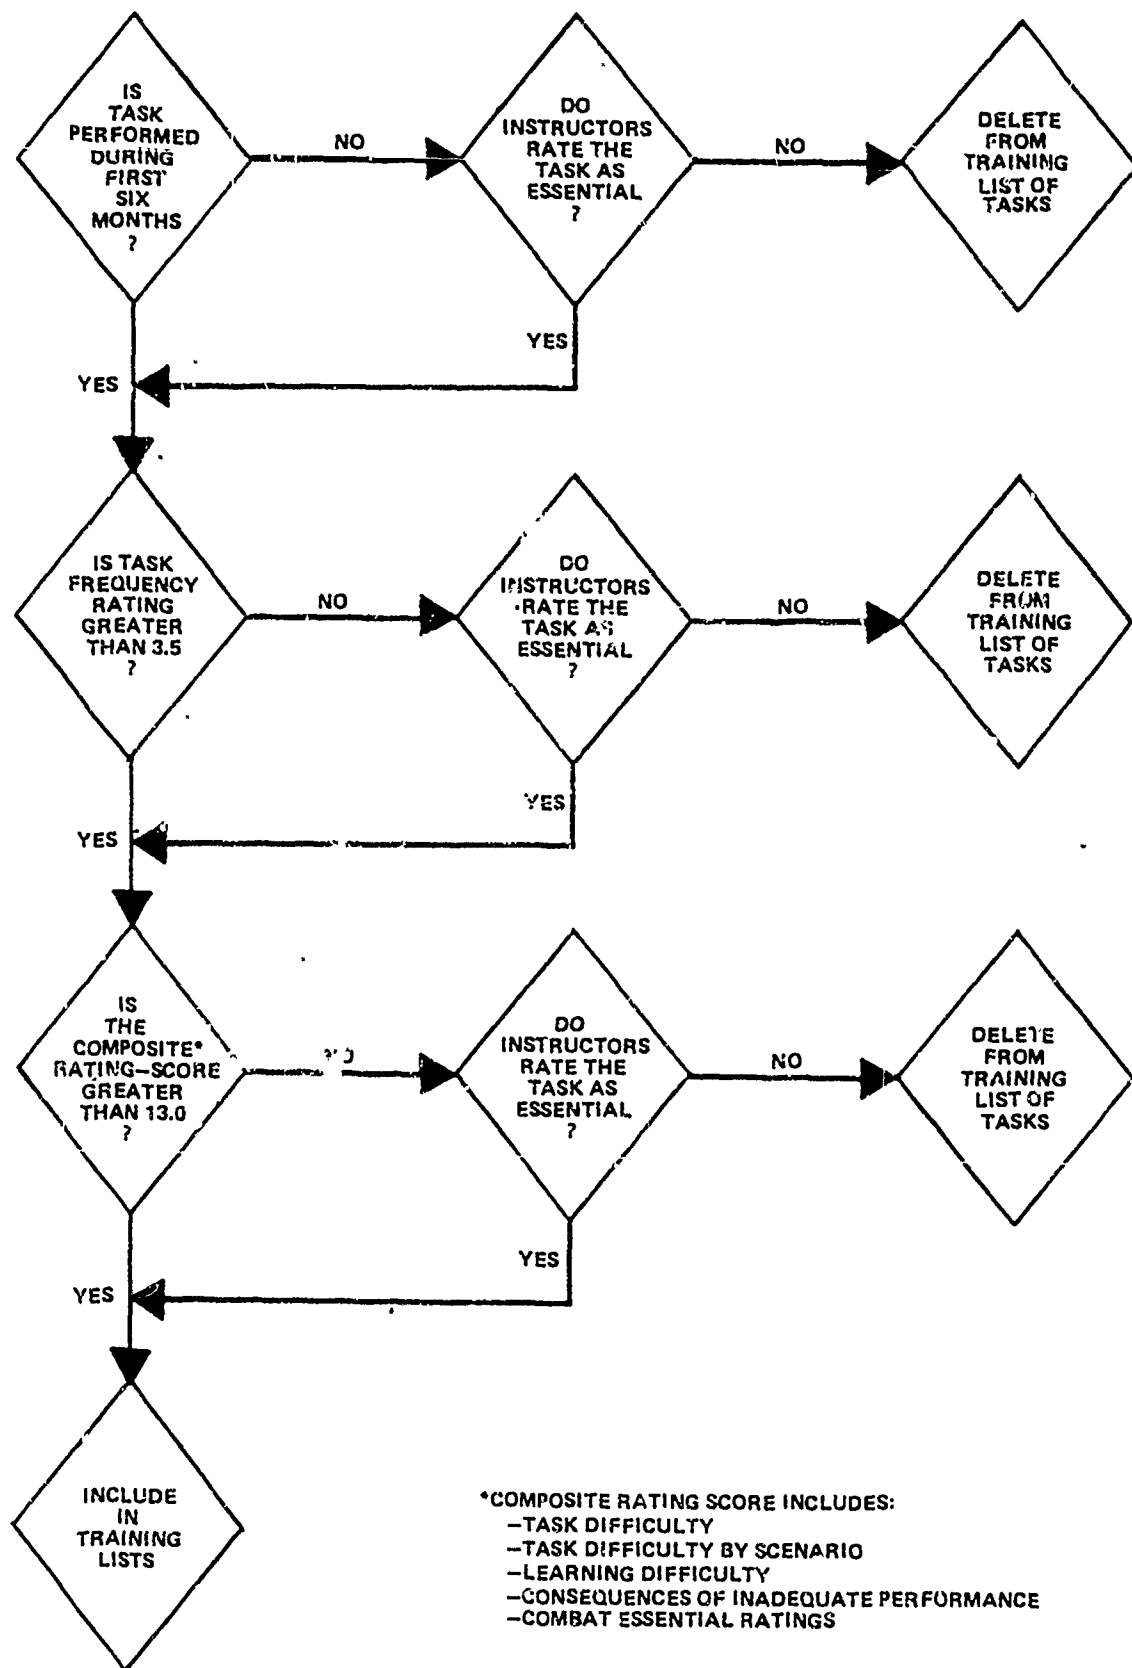 IS
TASK
PERFORMED
DURING
FIRST
SIX
MONTHS
?
NO
DO
INSTRUCTORS
RATE THE
TASK AS
ESSENTIAL
?
NO
DELETE
FROM
TRAINING
LIST OF
TASKS
YES
YES
IS TASK
FREQUENCY
RATING
GREATER
THAN 3.5
?
NO
DO
INSTRUCTORS
RATE THE
TASK AS
ESSENTIAL
?
NO
DELETE
FROM
TRAINING
LIST OF
TASKS
YES
YES
IS
THE
COMPOSITE*
RATING—SCORE
GREATER
THAN 13.0
?
NO
DO
INSTRUCTORS
RATE THE
TASK AS
ESSENTIAL
?
NO
DELETE
FROM
TRAINING
LIST OF
TASKS
YES
YES
INCLUDE
IN
TRAINING
LISTS
*COMPOSITE RATING SCORE INCLUDES:
—TASK DIFFICULTY
—TASK DIFFICULTY BY SCENARIO
—LEARNING DIFFICULTY
—CONSEQUENCES OF INADEQUATE PERFORMANCE
—COMBAT ESSENTIAL RATINGS